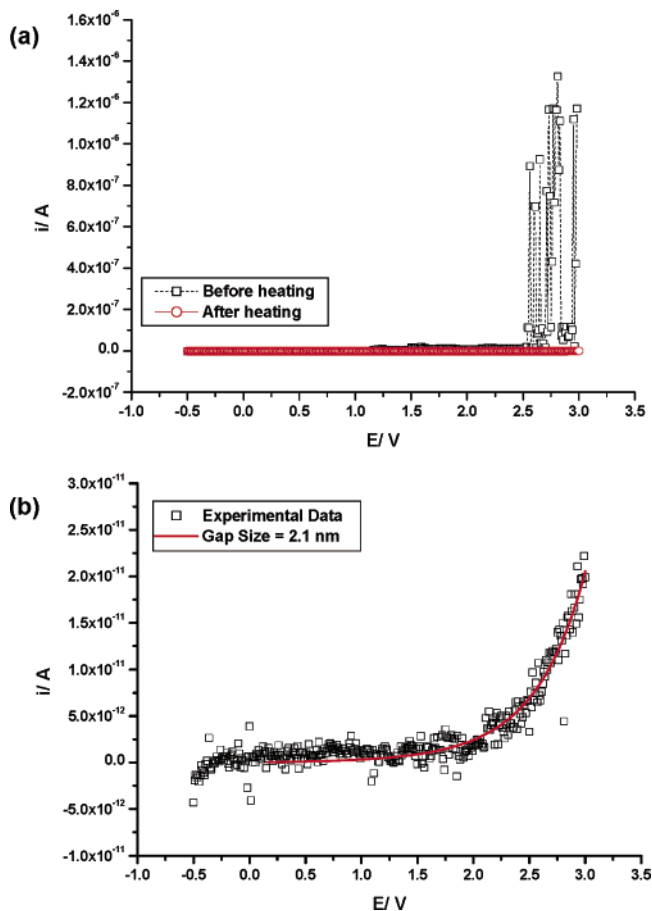 (a)
1.6x10⁻⁶
1.4x10⁻⁶
1.2x10⁻⁶
1.0x10⁻⁶
8.0x10⁻⁷
6.0x10⁻⁷
4.0x10⁻⁷
2.0x10⁻⁷
0.0
-2.0x10⁻⁷
i/ A
Before heating
After heating
-1.0 -0.5 0.0 0.5 1.0 1.5 2.0 2.5 3.0 3.5
E/ V
(b)
3.0x10⁻¹¹
2.5x10⁻¹¹
2.0x10⁻¹¹
1.5x10⁻¹¹
1.0x10⁻¹¹
5.0x10⁻¹²
0.0
-5.0x10⁻¹²
-1.0x10⁻¹¹
i/ A
Experimental Data
Gap Size = 2.1 nm
-1.0 -0.5 0.0 0.5 1.0 1.5 2.0 2.5 3.0 3.5
E/ V